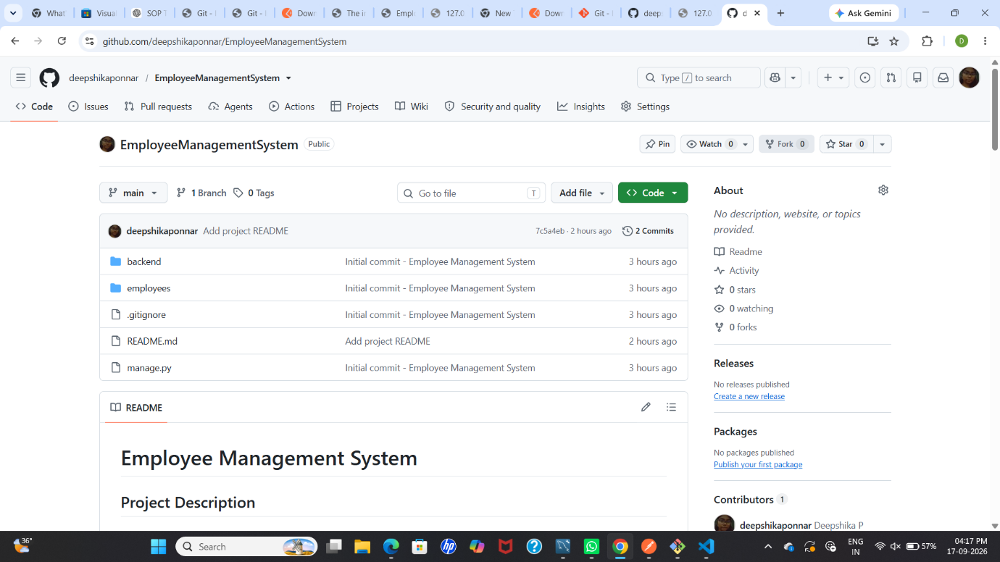 What
Visual
SOP T
Git - 
Git - 
Down
The in
Emplo
127.0
New
Down
Git - 
deeps
127.0
d
Ask Gemini
github.com/deepshikaponnar/EmployeeManagementSystem
D
deepshikaponnar / EmployeeManagementSystem
Type / to search
Code Issues Pull requests Agents Actions Projects Wiki Security and quality Insights Settings
EmployeeManagementSystem Public
Pin Watch 0 Fork 0 Star 0
main 1 Branch 0 Tags
Go to file T Add file Code
deepshikaponnar Add project README 7c5a4eb · 2 hours ago 2 Commits
backend Initial commit - Employee Management System 3 hours ago
employees Initial commit - Employee Management System 3 hours ago
.gitignore Initial commit - Employee Management System 3 hours ago
README.md Add project README 2 hours ago
manage.py Initial commit - Employee Management System 3 hours ago
README
Employee Management System
Project Description
About
No description, website, or topics
provided.
Readme
Activity
0 stars
0 watching
0 forks
Releases
No releases published
Create a new release
Packages
No packages published
Publish your first package
Contributors 1
deepshikaponnar Deepshika P
36°
Search
hp
ENG
IN
57%
04:17 PM
17-09-2026